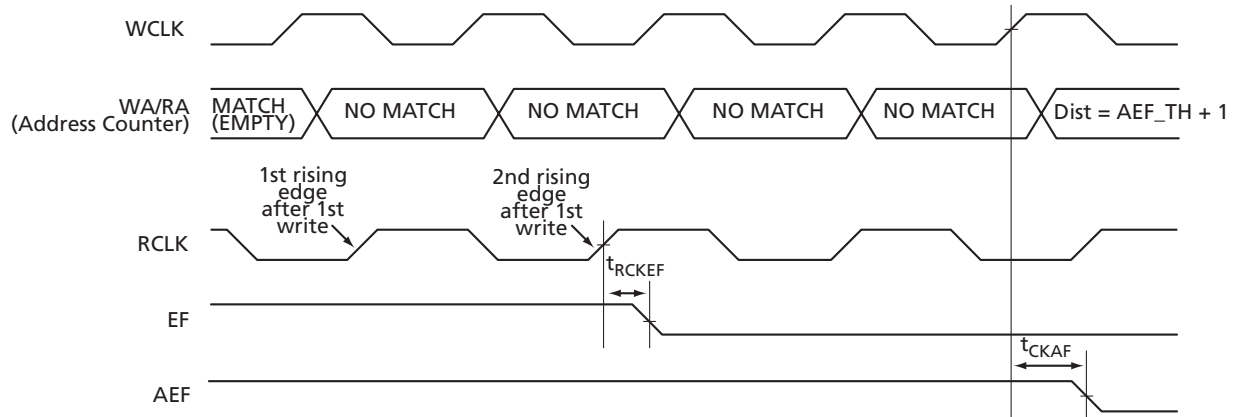 WCLK
WA/RA
(Address Counter)
MATCH
(EMPTY)
NO MATCH
NO MATCH
NO MATCH
NO MATCH
Dist = AEF_TH + 1
1st rising
edge
after 1st
write
2nd rising
edge
after 1st
write
RCLK
tRCKEF
EF
tCKAF
AEF